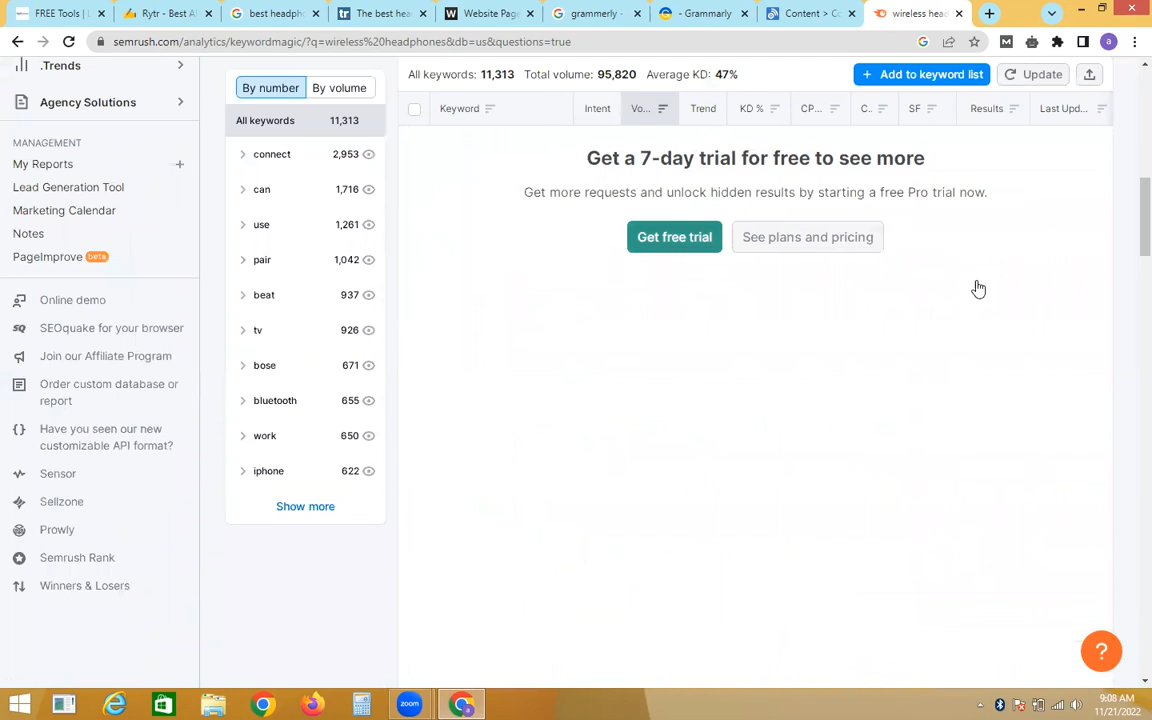 FREE Tools | L
Rytr - Best A
best headph
The best hea
Website Pag
grammerly -
- Grammarly
Content > C
wireless head
semrush.com/analytics/keywordmagic/?q=wireless%20headphones&db=us&questions=true
a
.Trends
Agency Solutions
MANAGEMENT
My Reports
Lead Generation Tool
Marketing Calendar
Notes
PageImprove beta
Online demo
SEOquake for your browser
Join our Affiliate Program
Order custom database or
report
Have you seen our new
customizable API format?
Sensor
Sellzone
Prowly
Semrush Rank
Winners & Losers
By number By volume
All keywords 11,313
connect 2,953
can 1,716
use 1,261
pair 1,042
beat 937
tv 926
bose 671
bluetooth 655
work 650
iphone 622
Show more
All keywords: 11,313 Total volume: 95,820 Average KD: 47%
+ Add to keyword list
Update
Keyword Intent Vo... Trend KD % CP... C.. SF Results Last Upd...
Get a 7-day trial for free to see more
Get more requests and unlock hidden results by starting a free Pro trial now.
Get free trial See plans and pricing
?
zoom
9:08 AM
11/21/2022